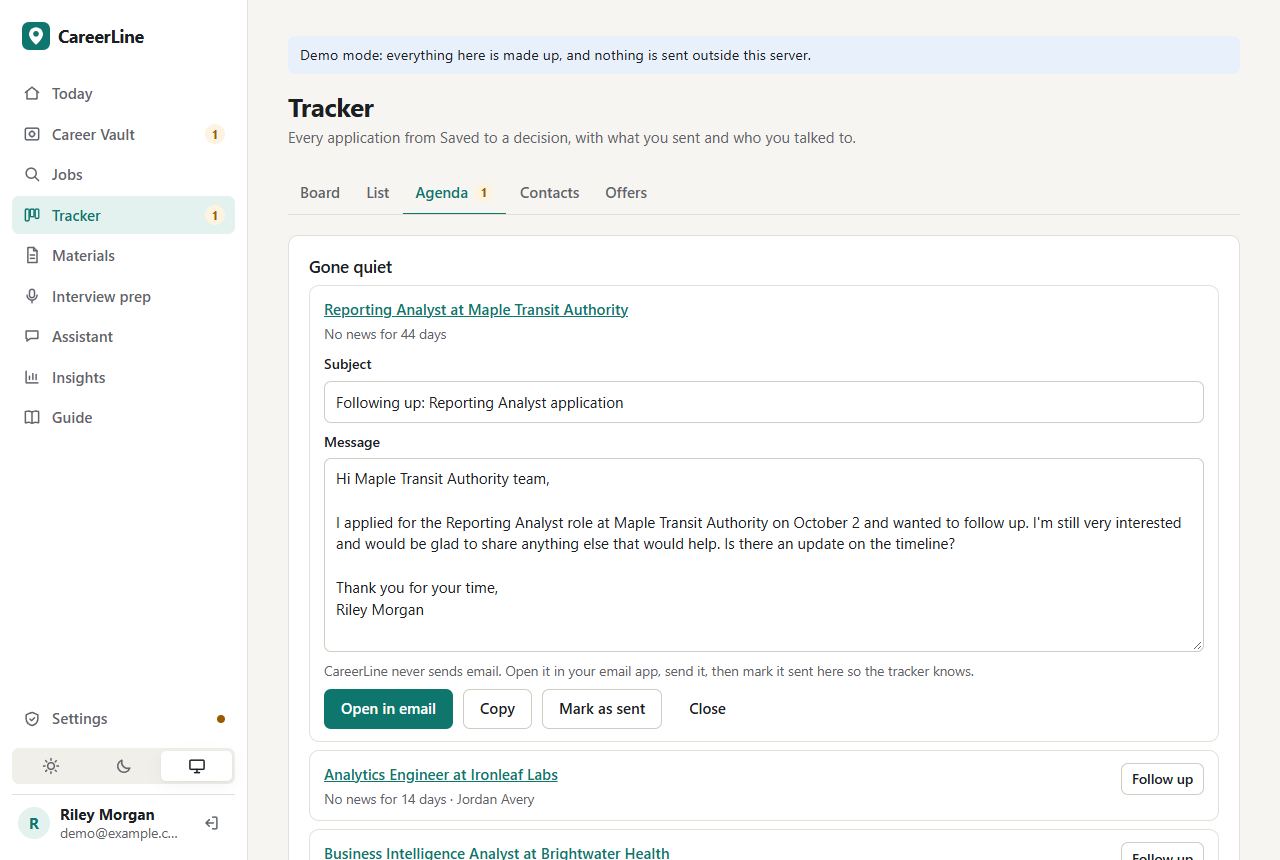 CareerLine
Today
Career Vault 1
Jobs
Tracker 1
Materials
Interview prep
Assistant
Insights
Guide
Settings
R
Riley Morgan
demo@example.c...
Demo mode: everything here is made up, and nothing is sent outside this server.
Tracker
Every application from Saved to a decision, with what you sent and who you talked to.
Board List Agenda 1 Contacts Offers
Gone quiet
Reporting Analyst at Maple Transit Authority
No news for 44 days
Subject
Following up: Reporting Analyst application
Message
Hi Maple Transit Authority team,
I applied for the Reporting Analyst role at Maple Transit Authority on October 2 and wanted to follow up. I'm still very interested
and would be glad to share anything else that would help. Is there an update on the timeline?
Thank you for your time,
Riley Morgan
CareerLine never sends email. Open it in your email app, send it, then mark it sent here so the tracker knows.
Open in email Copy Mark as sent Close
Analytics Engineer at Ironleaf Labs
No news for 14 days · Jordan Avery
Follow up
Business Intelligence Analyst at Brightwater Health
Follow up